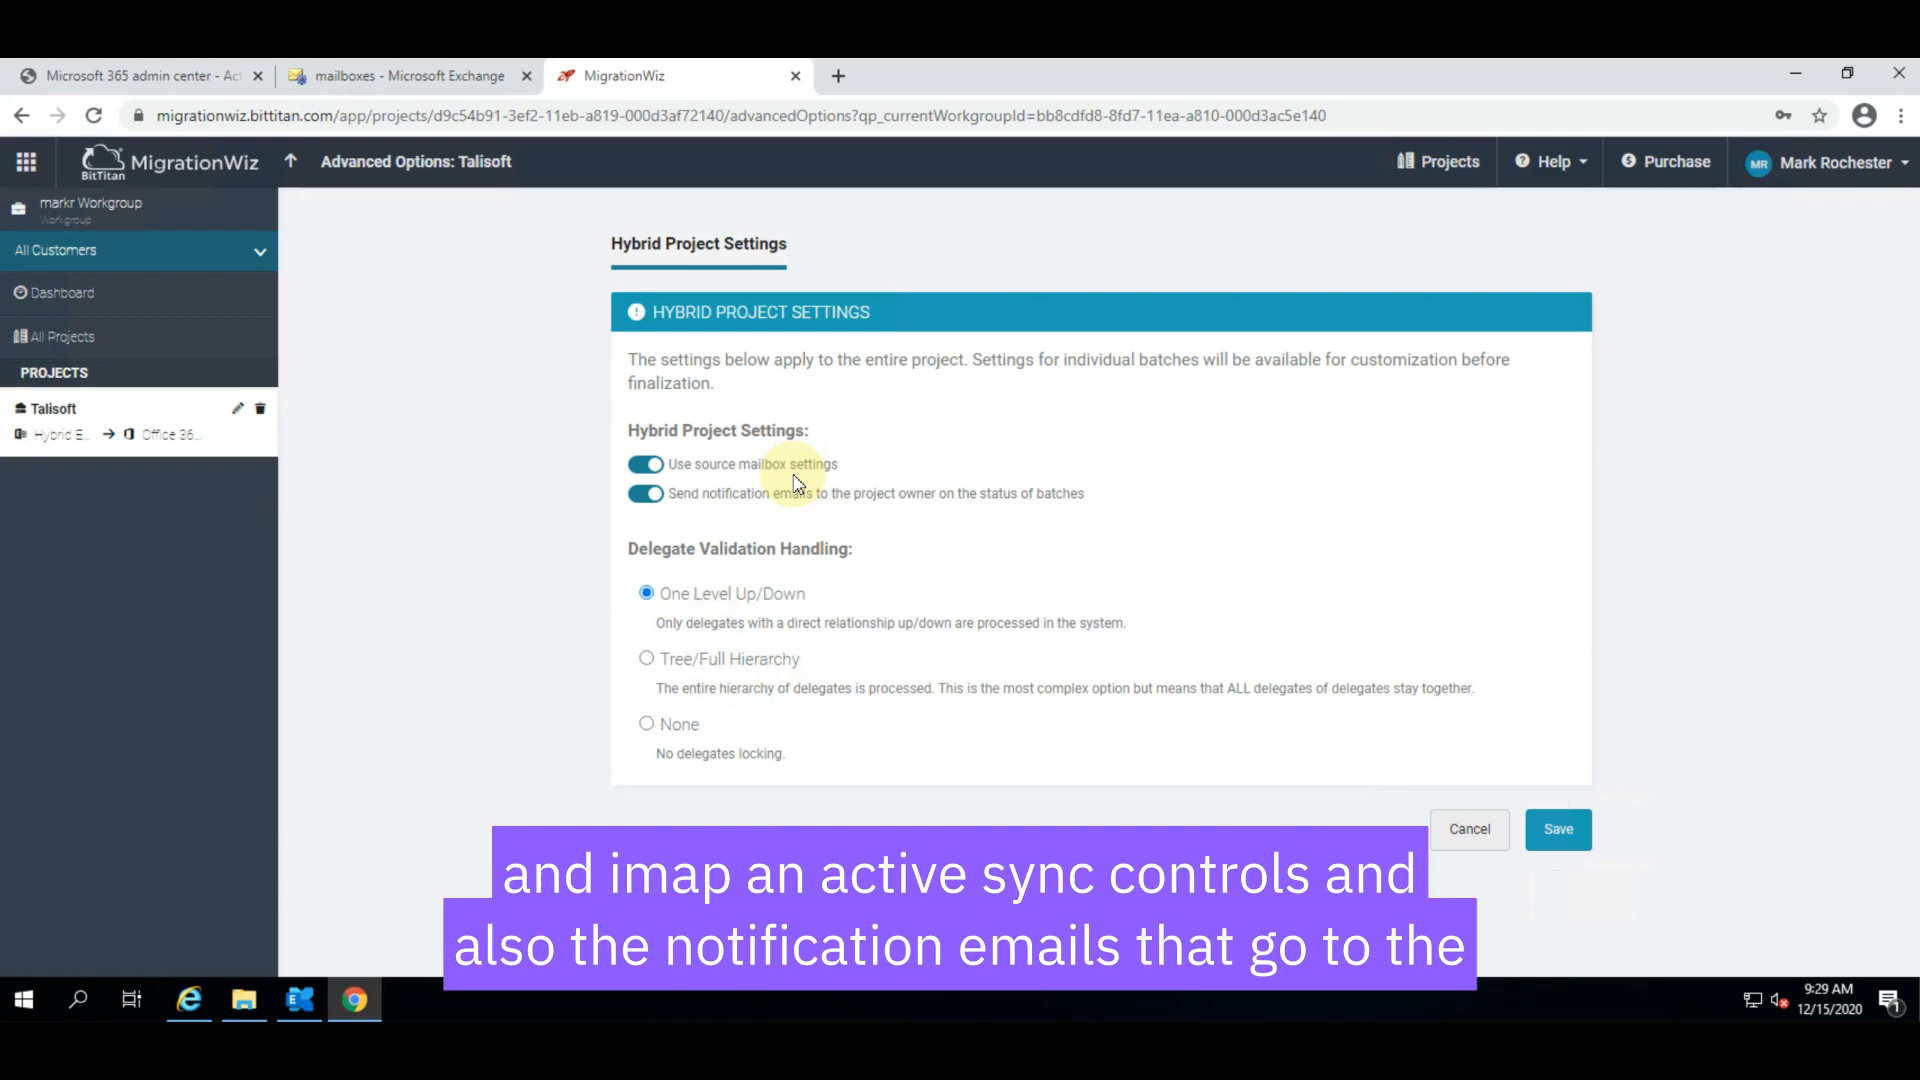 Microsoft 365 admin center - Act
mailboxes - Microsoft Exchange
MigrationWiz
migrationwiz.bittitan.com/app/projects/d9c54b91-3ef2-11eb-a819-000d3af72140/advancedOptions?qp_currentWorkgroupId=bb8cdfd8-8fd7-11ea-a810-000d3ac5e140
BitTitan MigrationWiz
Advanced Options: Talisoft
Projects
Help
Purchase
MR Mark Rochester
markr Workgroup
Workgroup
All Customers
Dashboard
All Projects
PROJECTS
Talisoft
Hybrid E... Office 36...
Hybrid Project Settings
HYBRID PROJECT SETTINGS
The settings below apply to the entire project. Settings for individual batches will be available for customization before
finalization.
Hybrid Project Settings:
Use source mailbox settings
Send notification emails to the project owner on the status of batches
Delegate Validation Handling:
One Level Up/Down
Only delegates with a direct relationship up/down are processed in the system.
Tree/Full Hierarchy
The entire hierarchy of delegates is processed. This is the most complex option but means that ALL delegates of delegates stay together.
None
No delegates locking.
Cancel
Save
and imap an active sync controls and
also the notification emails that go to the
9:29 AM
12/15/2020
1